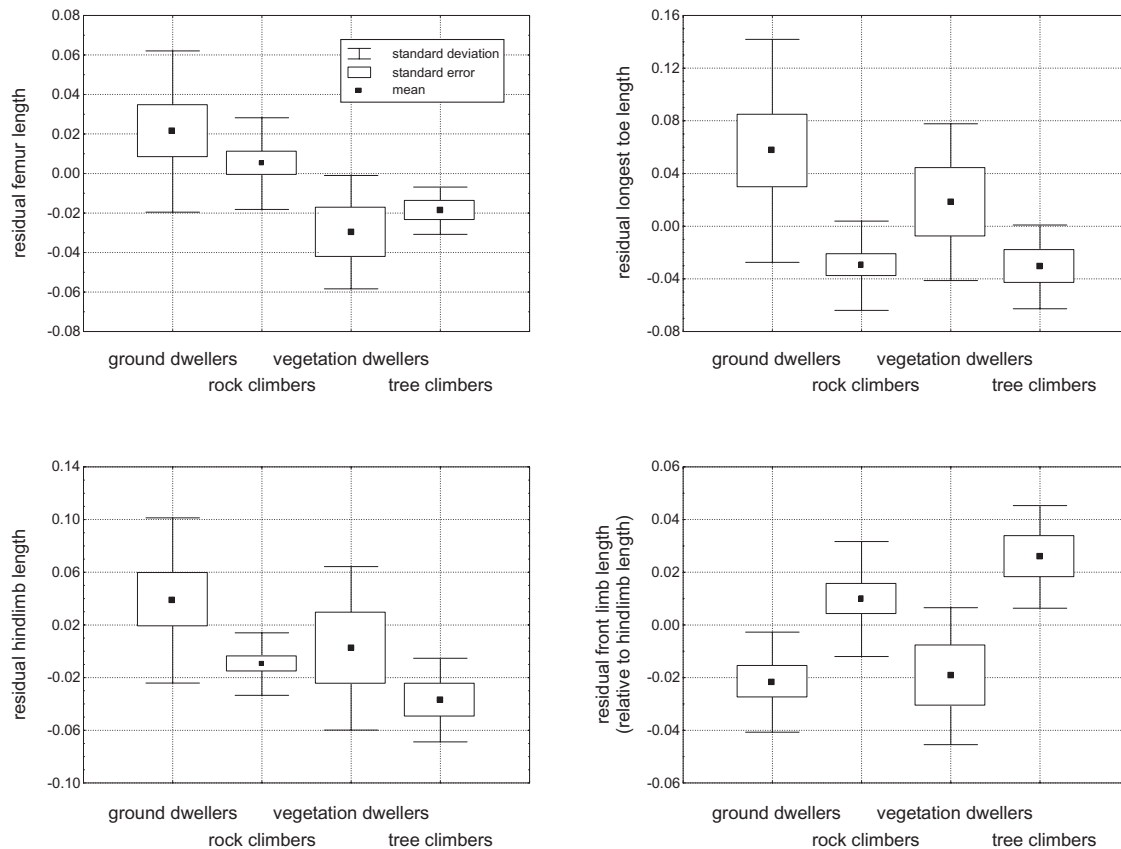 0.08
0.06
0.04
0.02
0.00
-0.02
-0.04
-0.06
-0.08
residual femur length
standard deviation
standard error
mean
ground dwellers
vegetation dwellers
rock climbers
tree climbers
0.16
0.12
0.08
0.04
0.00
-0.04
-0.08
residual longest toe length
ground dwellers
vegetation dwellers
rock climbers
tree climbers
0.14
0.10
0.06
0.02
-0.02
-0.06
-0.10
residual hindlimb length
ground dwellers
vegetation dwellers
rock climbers
tree climbers
0.06
0.04
0.02
0.00
-0.02
-0.04
-0.06
residual front limb length
(relative to hindlimb length)
ground dwellers
vegetation dwellers
rock climbers
tree climbers